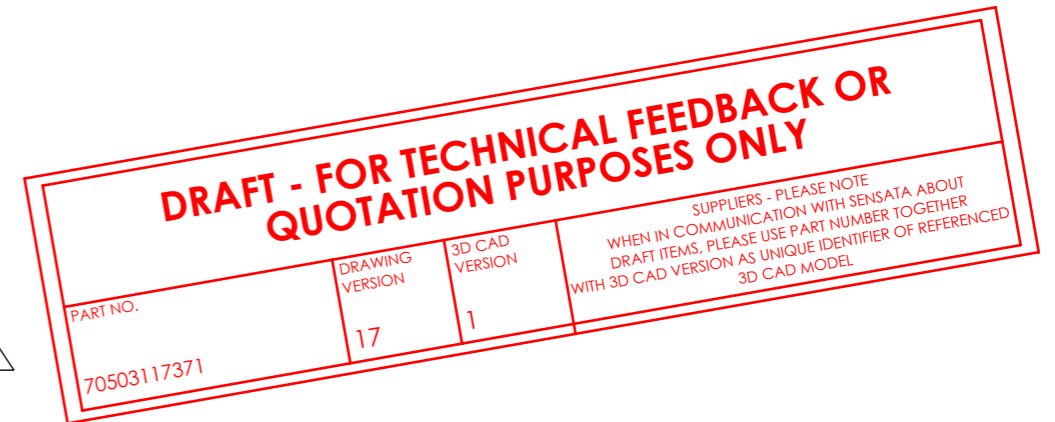 DRAFT - FOR TECHNICAL FEEDBACK OR
QUOTATION PURPOSES ONLY
PART NO.
70503117371
DRAWING
VERSION
17
3D CAD
VERSION
1
SUPPLIERS - PLEASE NOTE
WHEN IN COMMUNICATION WITH SENSATA ABOUT
DRAFT ITEMS, PLEASE USE PART NUMBER TOGETHER
WITH 3D CAD VERSION AS UNIQUE IDENTIFIER OF REFERENCED
3D CAD MODEL